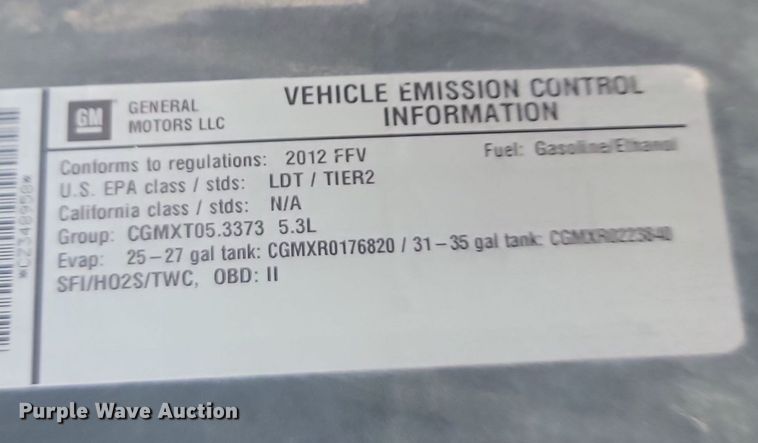 GM GENERAL MOTORS LLC
VEHICLE EMISSION CONTROL
INFORMATION
Conforms to regulations: 2012 FFV Fuel: Gasoline/Ethanol
U.S. EPA class / stds: LDT / TIER2
California class / stds: N/A
Group: CGMXT05.3373 5.3L
Evap: 25-27 gal tank: CGMXR0176820 / 31-35 gal tank: CGMXR0223840
SFI/HO2S/TWC, OBD: II
Purple Wave Auction